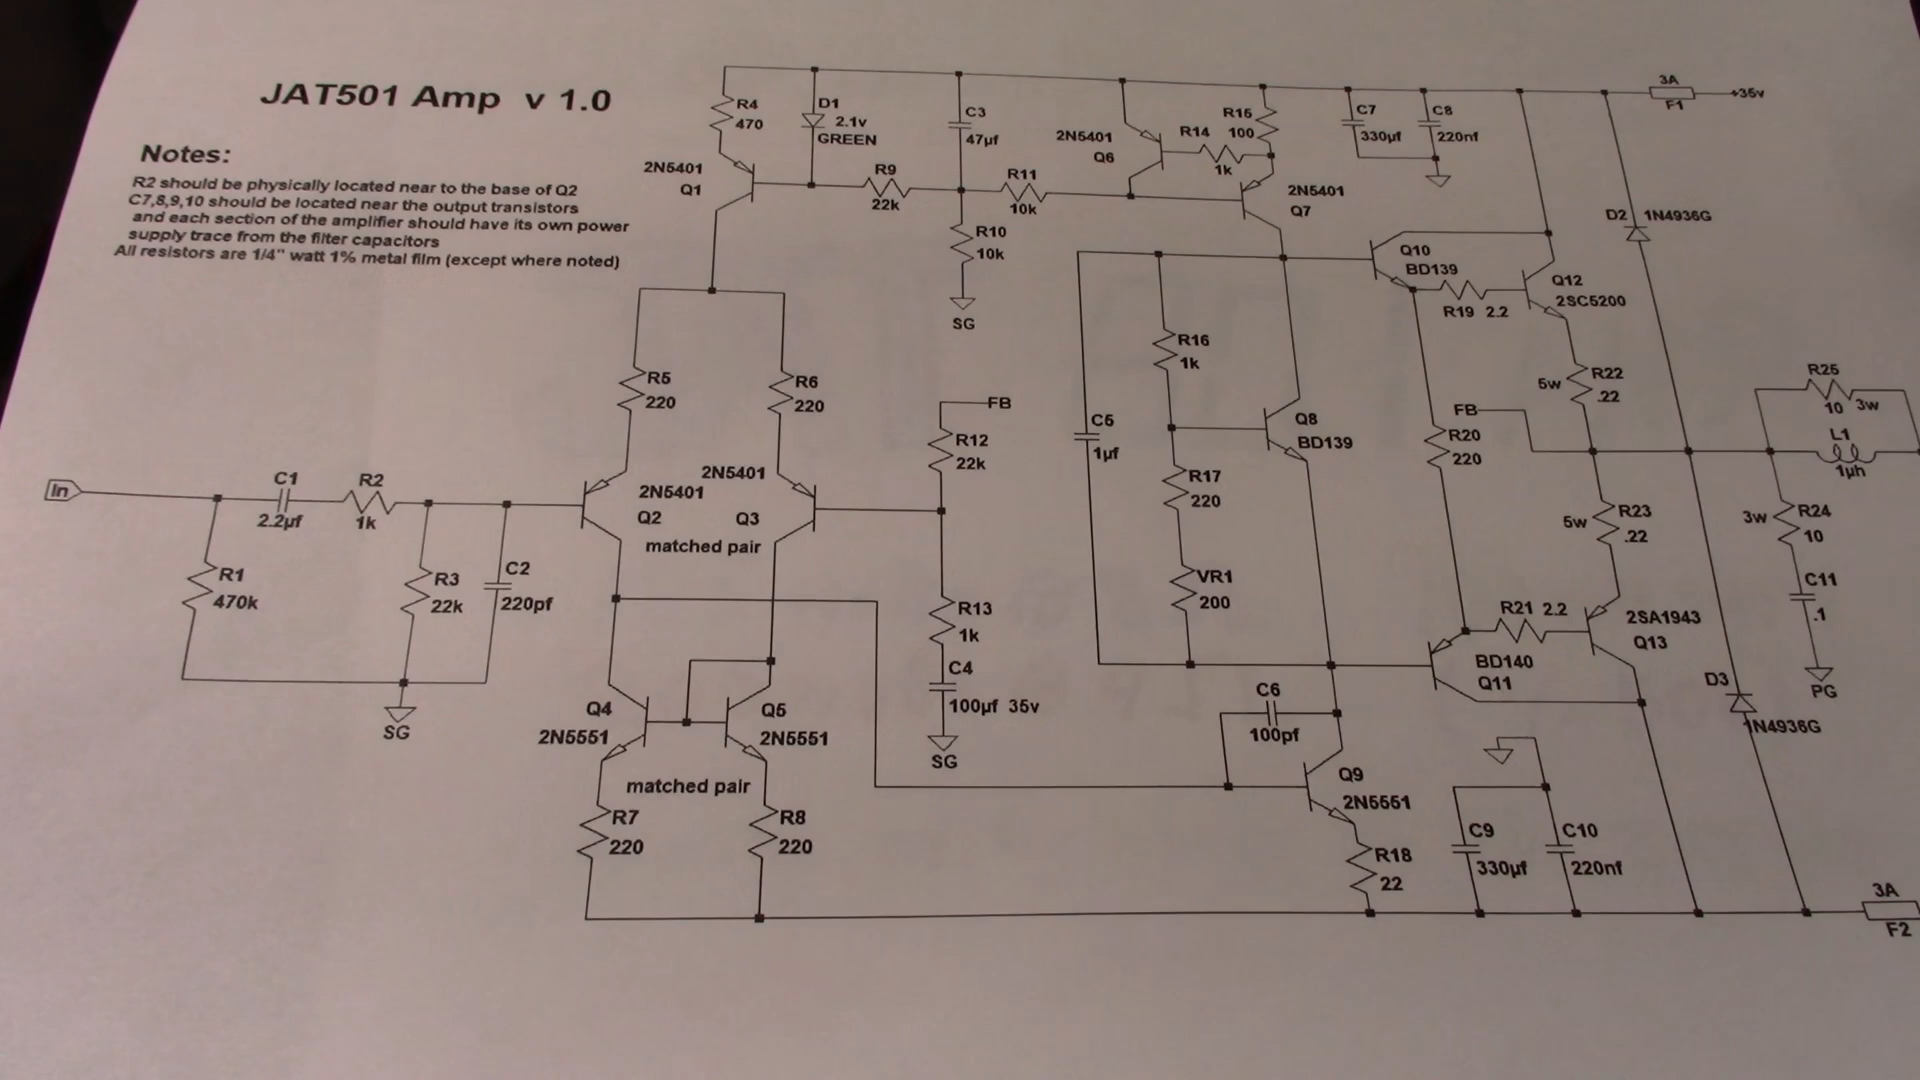 JAT501 Amp v 1.0
Notes:
R2 should be physically located near to the base of Q2
C7,8,9,10 should be located near the output transistors
and each section of the amplifier should have its own power
supply trace from the filter capacitors
All resistors are 1/4" watt 1% metal film (except where noted)
R4
470
D1
2.1v
GREEN
C3
47µf
2N5401
Q1
R9
22k
R11
10k
R10
10k
SG
2N5401
Q6
R14
1k
R15
100
2N5401
Q7
C7
330µf
C8
220nf
3A
F1
+35v
D2
1N4936G
Q10
BD139
R19 2.2
Q12
2SC5200
R5
220
R6
220
FB
R12
22k
R16
1k
C5
1µf
Q8
BD139
R17
220
VR1
200
FB
R20
220
5w
R22
.22
5w
R23
.22
R25
10
3w
L1
1µh
3w
R24
10
C11
.1
PG
In
C1
2.2µf
R2
1k
R1
470k
R3
22k
C2
220pf
SG
2N5401
Q2
2N5401
Q3
matched pair
R13
1k
C4
100µf 35v
SG
Q4
2N5551
Q5
2N5551
matched pair
R7
220
R8
220
C6
100pf
Q9
2N5551
R18
22
BD140
Q11
R21 2.2
2SA1943
Q13
D3
1N4936G
C9
330µf
C10
220nf
3A
F2